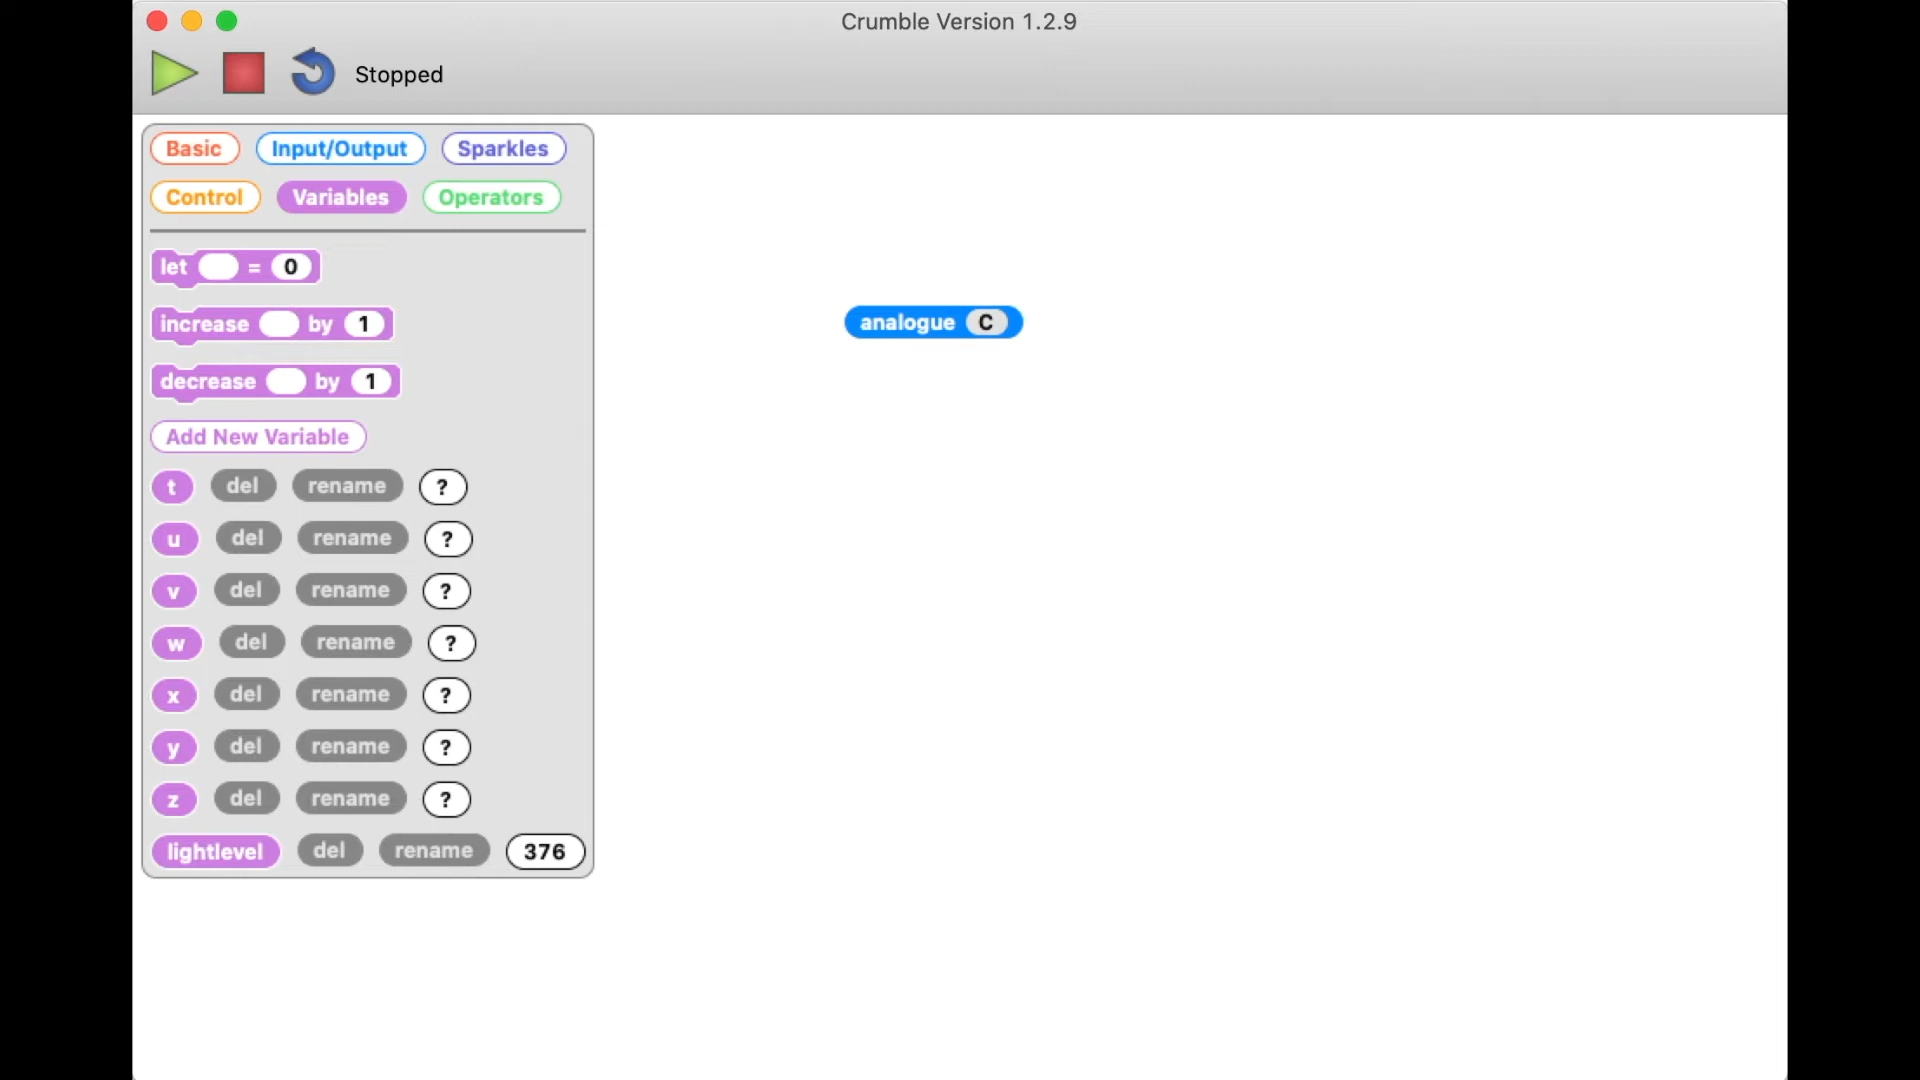 Crumble Version 1.2.9
Stopped
Basic Input/Output Sparkles
Control Variables Operators
let = 0
increase by 1
analogue C
decrease by 1
Add New Variable
t del rename ?
u del rename ?
v del rename ?
w del rename ?
x del rename ?
y del rename ?
z del rename ?
lightlevel del rename 376